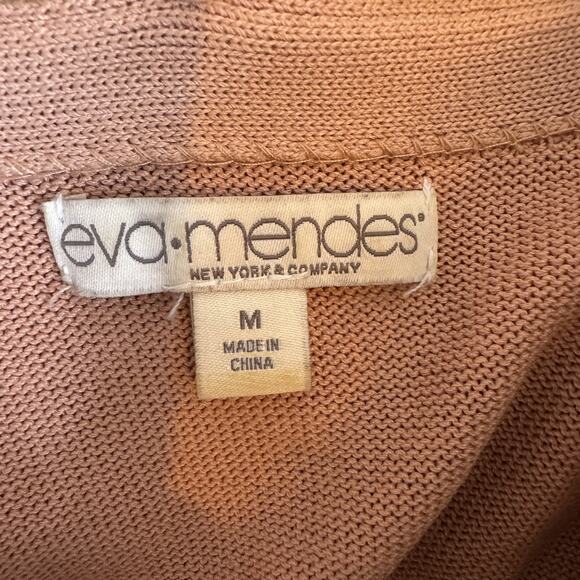 eva•mendes®
NEW YORK & COMPANY
M
MADE IN
CHINA